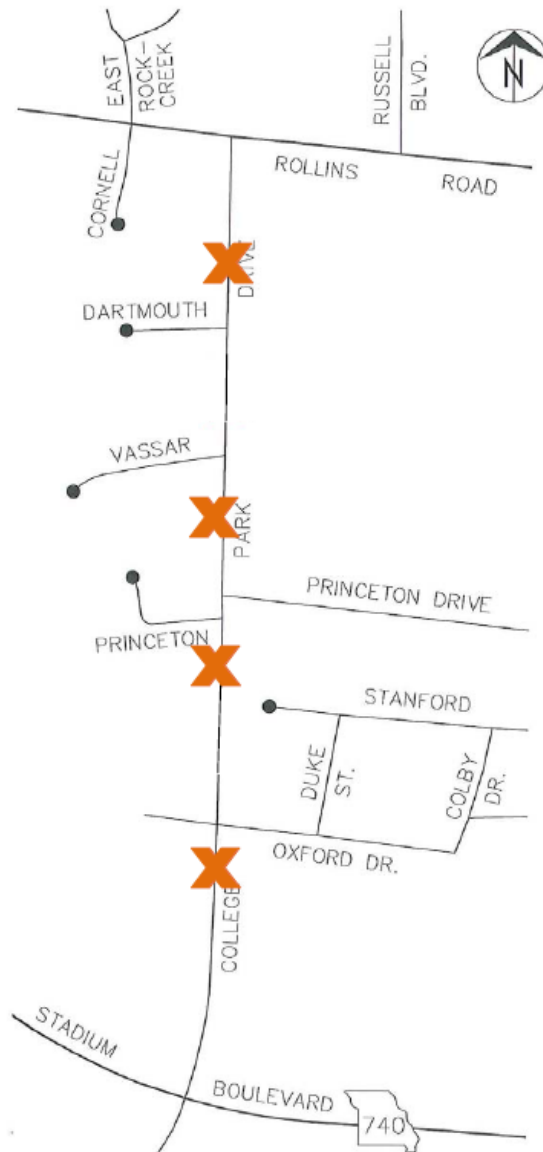 EAST
ROCK-
CREEK
RUSSELL
BLVD.
N
CORNELL
ROLLINS ROAD
DRIVE
DARTMOUTH
VASSAR
PARK
PRINCETON DRIVE
PRINCETON
STANFORD
DUKE
ST.
COLBY
DR.
OXFORD DR.
COLLEGE
STADIUM
BOULEVARD
740